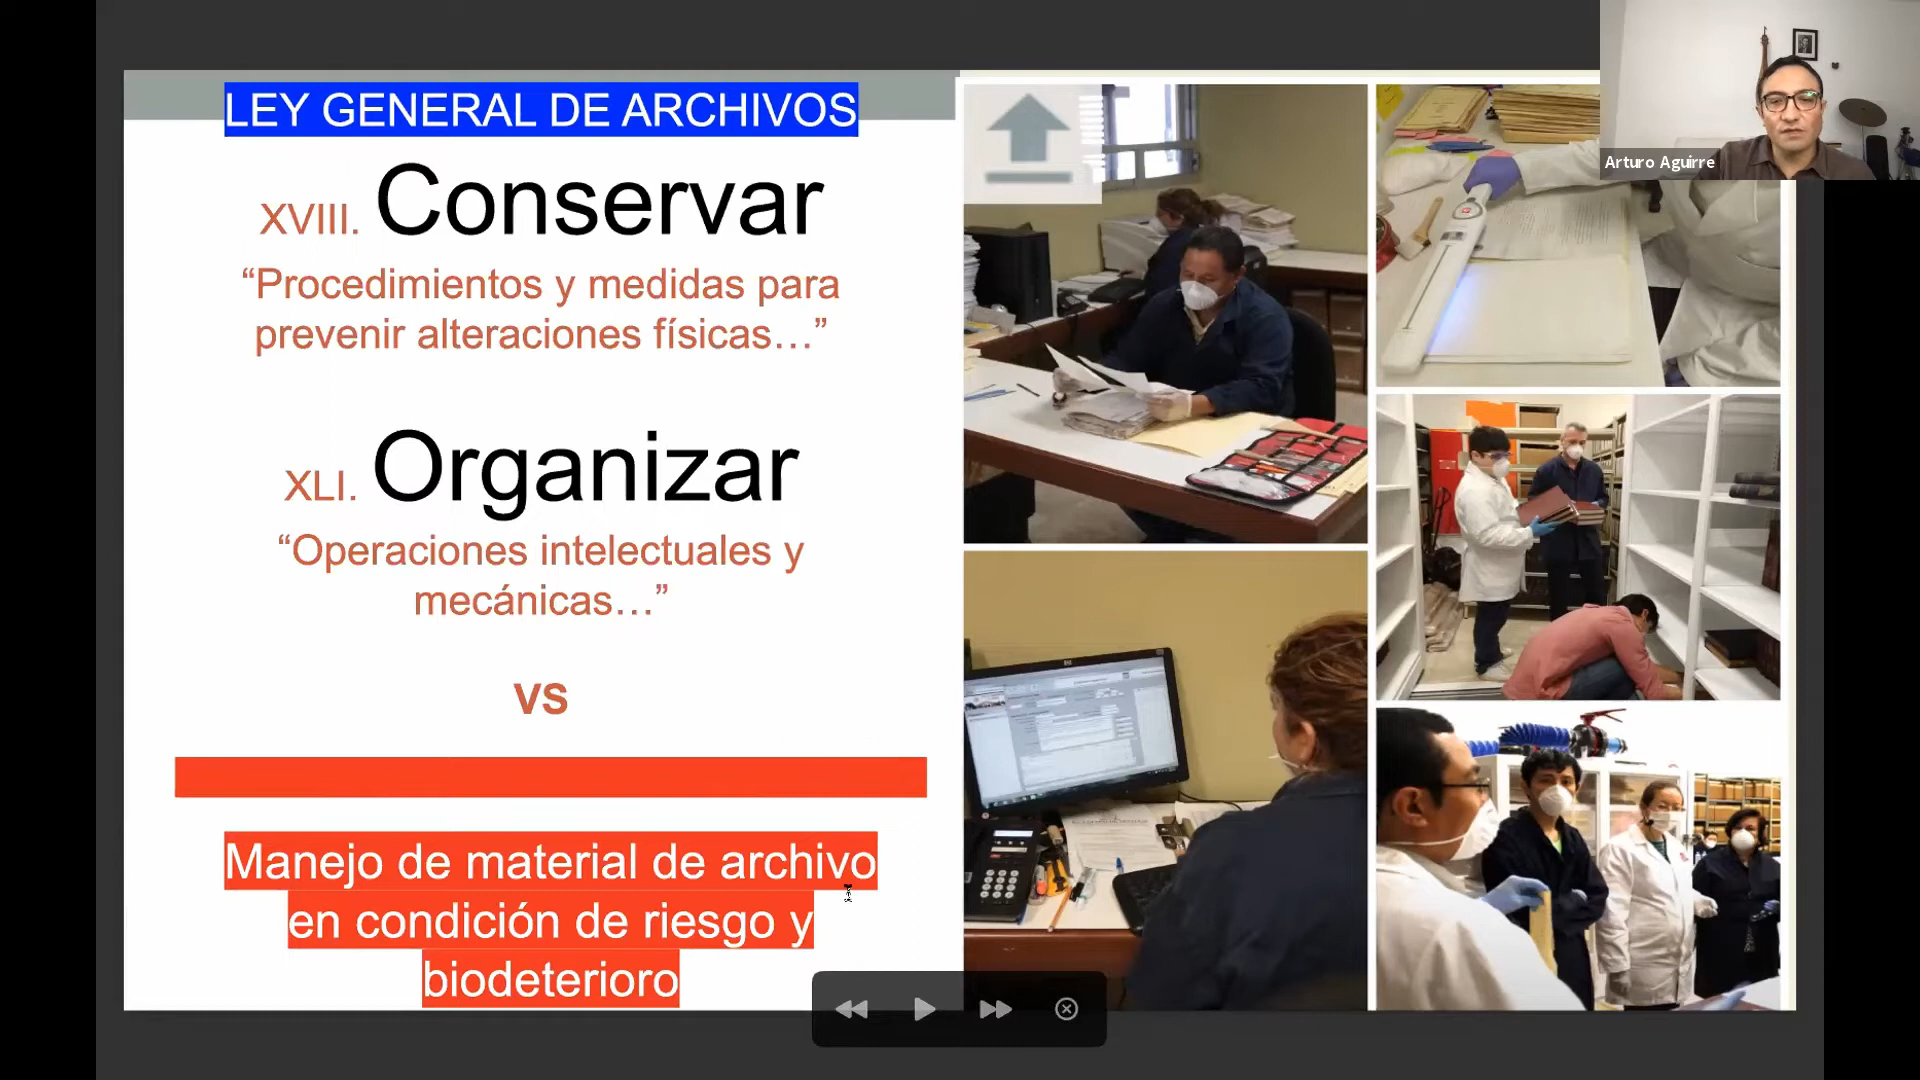 LEY GENERAL DE ARCHIVOS
XVIII. Conservar
“Procedimientos y medidas para
prevenir alteraciones físicas…”
XLI. Organizar
“Operaciones intelectuales y
mecánicas…”
VS
Manejo de material de archivo
en condición de riesgo y
biodeterioro
Arturo Aguirre